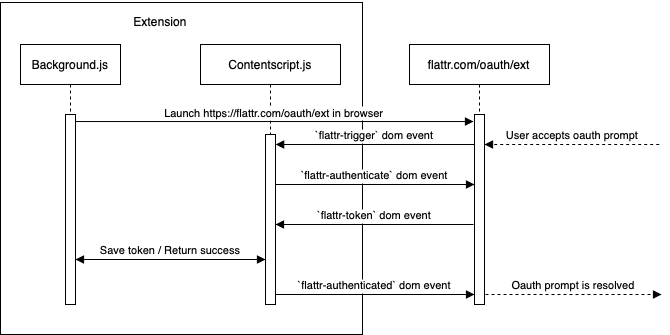 Extension
Background.js
Contentscript.js
flattr.com/oauth/ext
Launch https://flattr.com/oauth/ext in browser
`flattr-trigger` dom event
User accepts oauth prompt
`flattr-authenticate` dom event
`flattr-token` dom event
Save token / Return success
`flattr-authenticated` dom event
Oauth prompt is resolved